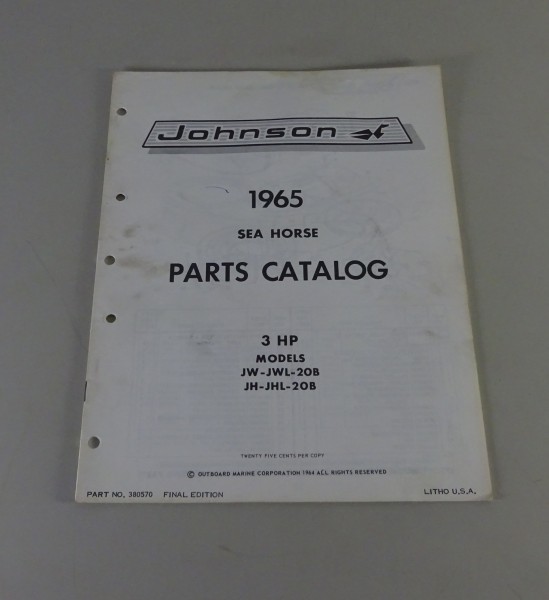 Johnson
1965
SEA HORSE
PARTS CATALOG
3 HP
MODELS
JW-JWL-20B
JH-JHL-20B
TWENTY FIVE CENTS PER COPY
© OUTBOARD MARINE CORPORATION 1964 ALL RIGHTS RESERVED
PART NO. 380570 FINAL EDITION LITHO U.S.A.